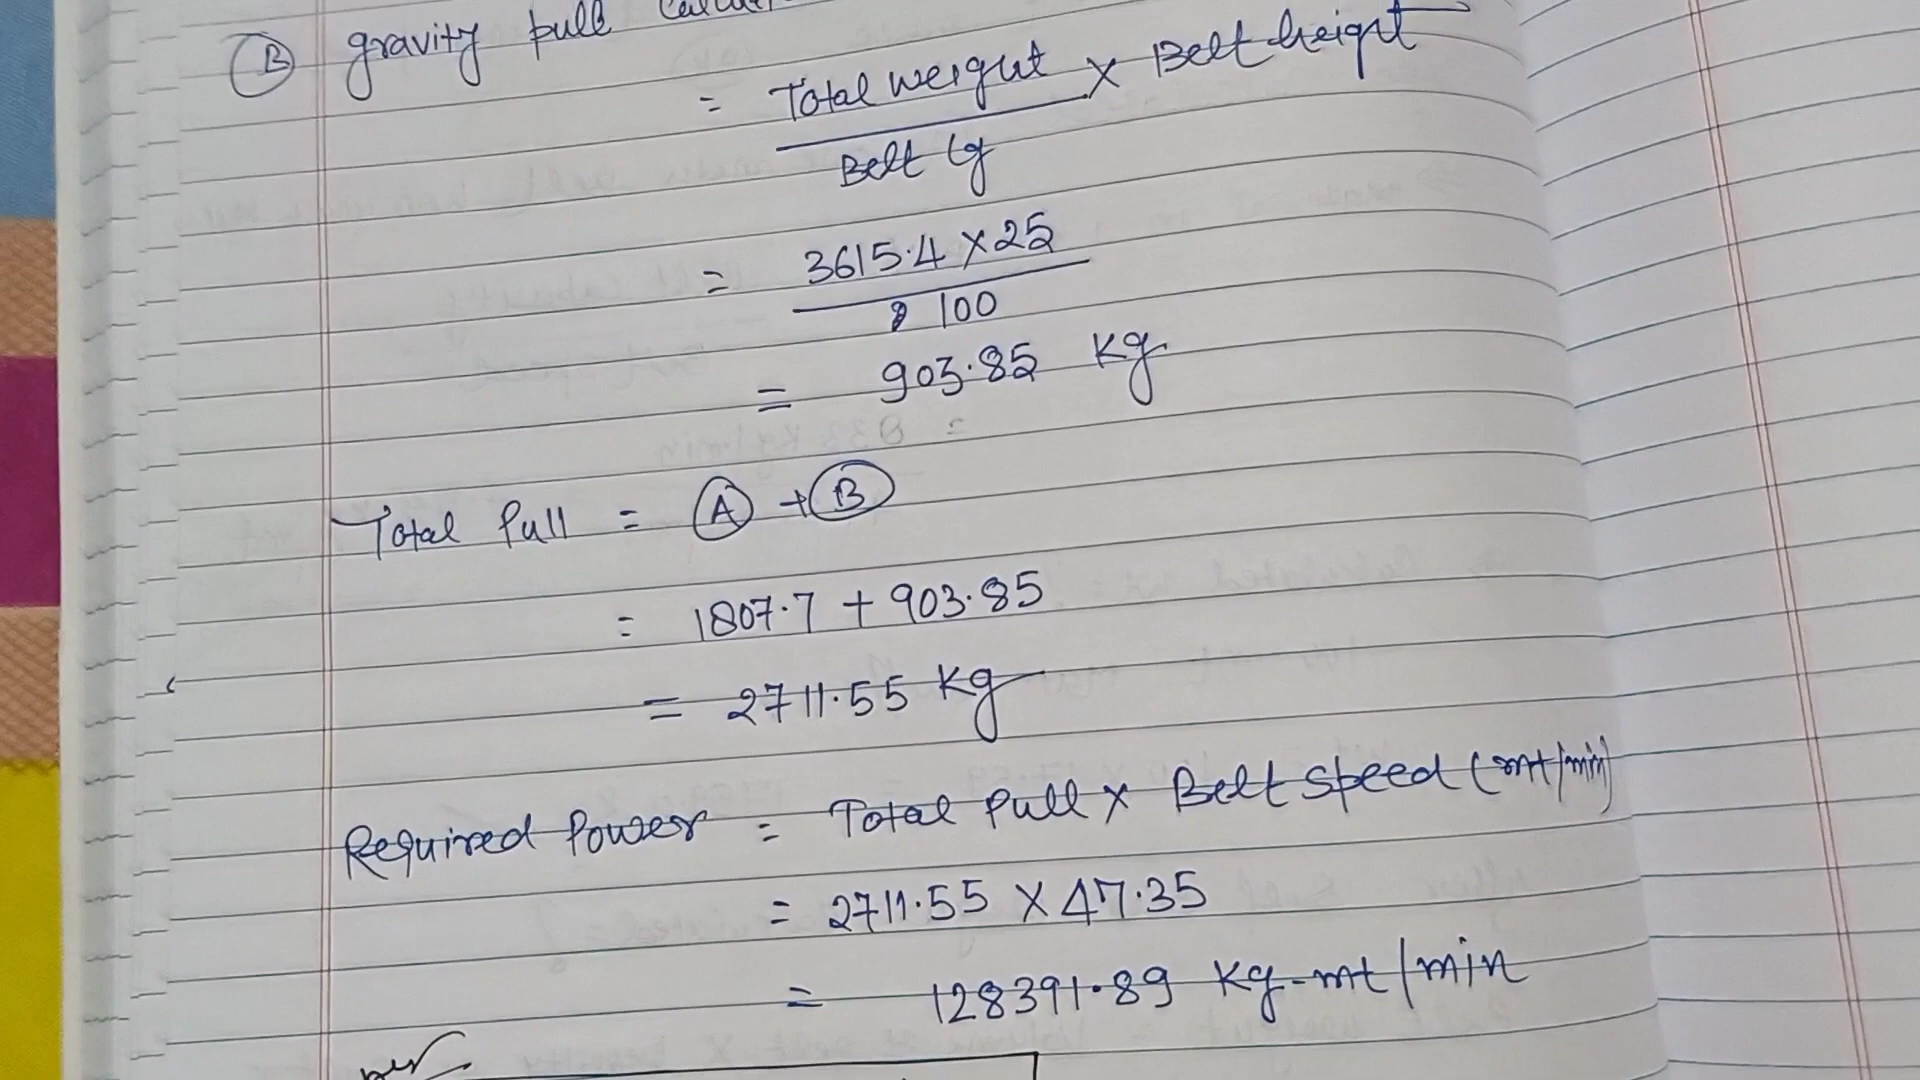 B gravity pull
= Total weight × Belt height
Belt lg
= 3615.4 × 25
100
= 903.85 Kg
Total Pull = A + B
= 1807.7 + 903.85
= 2711.55 Kg
Required Power = Total Pull × Belt Speed (mt/min)
= 2711.55 × 47.35
= 128391.89 Kg-mt/min